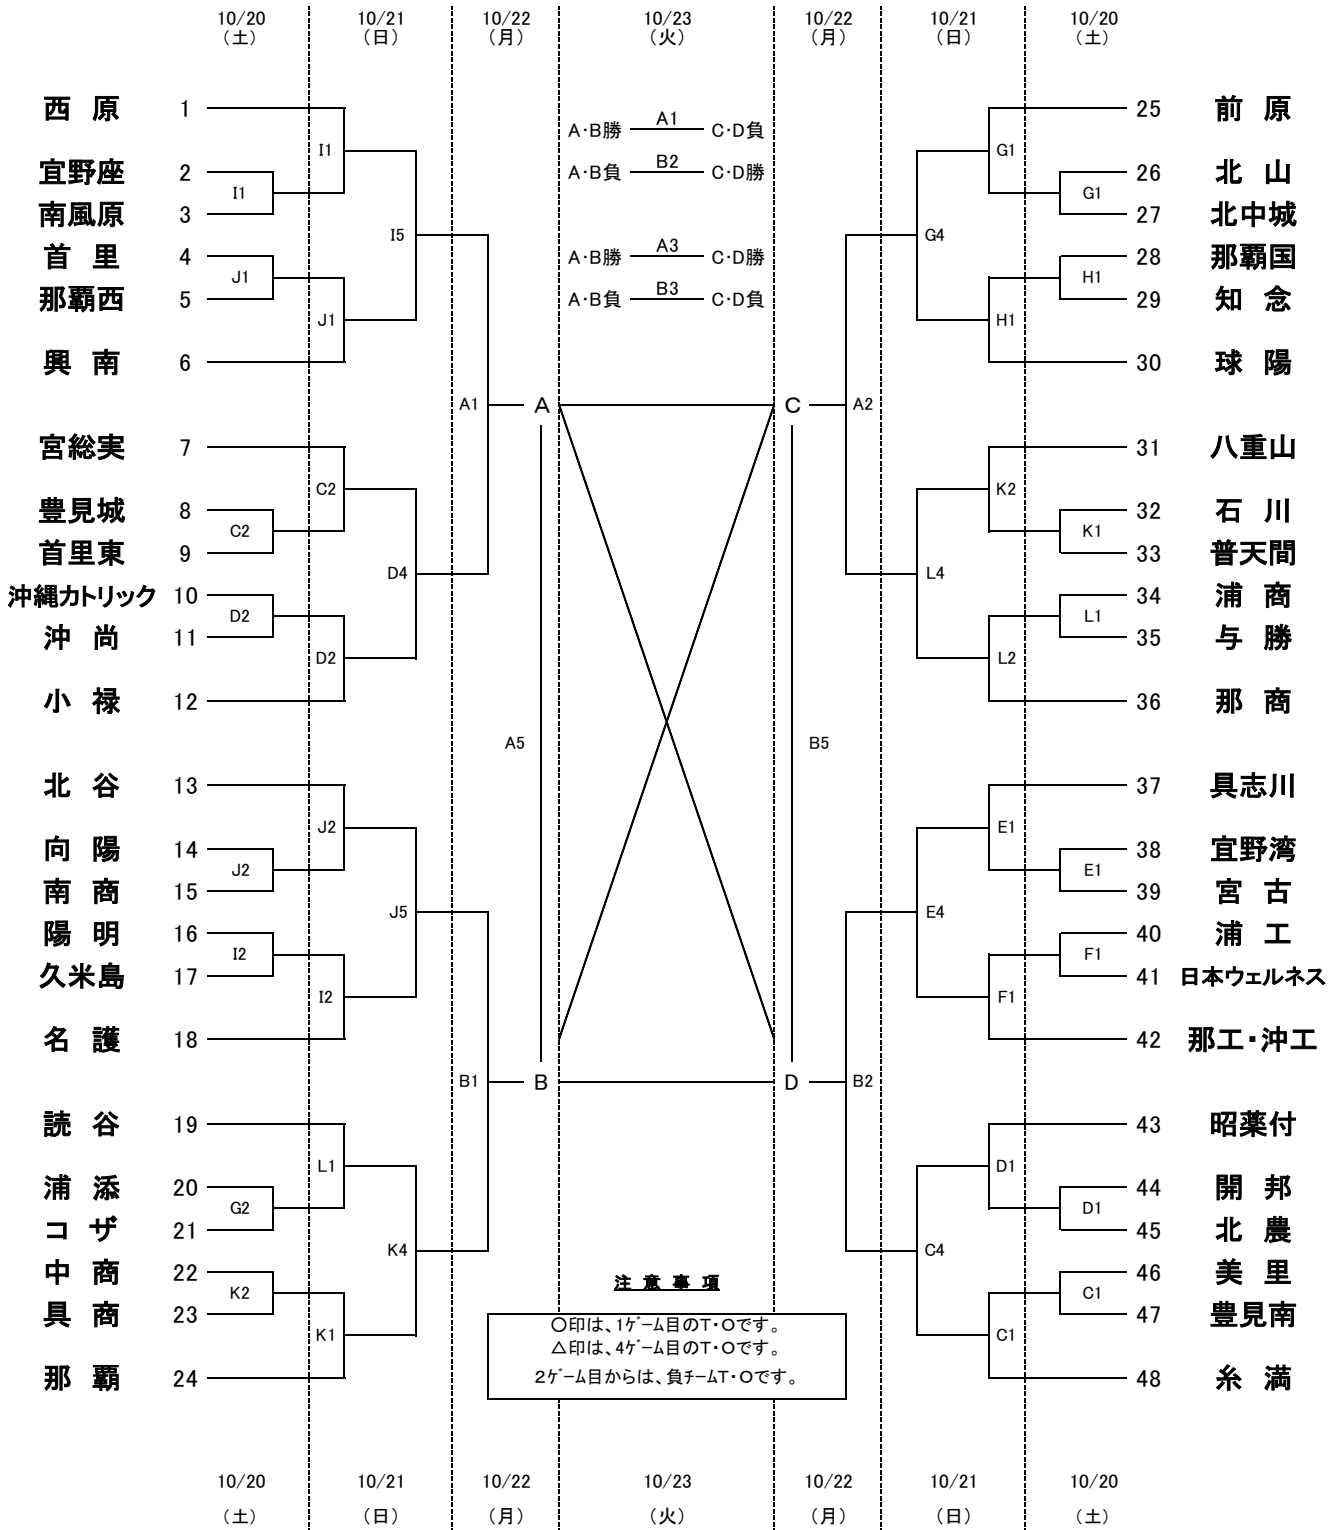 10/20 10/21 10/22 10/23 10/22 10/21 10/20
（土） （日） （月） （火） （月） （日） （土）
西 原 1
I1
宜野座 2
I1
南風原 3
I5
首 里 4
J1
那覇西 5
J1
興 南 6
A1
宮総実 7
C2
豊見城 8
C2
首里東 9
D4
沖縄カトリック 10
D2
沖 尚 11
D2
小 禄 12
北 谷 13
J2
向 陽 14
J2
南 商 15
J5
陽 明 16
I2
久米島 17
I2
名 護 18
B1
読 谷 19
L1
浦 添 20
G2
コ ザ 21
K4
中 商 22
K2
具 商 23
K1
那 覇 24
A･B勝 A1 C･D負
A･B負 B2 C･D勝
A･B勝 A3 C･D勝
A･B負 B3 C･D負
A C
A5 B5
B D
25 前 原
G1
26 北 山
G1
27 北中城
G4
28 那覇国
H1
29 知 念
H1
30 球 陽
A2
31 八重山
K2
32 石 川
K1
33 普天間
L4
34 浦 商
L1
35 与 勝
L2
36 那 商
37 具志川
E1
38 宜野湾
E1
39 宮 古
E4
40 浦 工
F1
41 日本ウェルネス
F1
42 那工・沖工
B2
43 昭薬付
D1
44 開 邦
D1
45 北 農
C4
46 美 里
C1
47 豊見南
C1
48 糸 満
注 意 事 項
○印は、1ｹﾞｰﾑ目のT・Oです。
△印は、4ｹﾞｰﾑ目のT・Oです。
2ｹﾞｰﾑ目からは、負ﾁｰﾑT・Oです。
10/20 10/21 10/22 10/23 10/22 10/21 10/20
（土） （日） （月） （火） （月） （日） （土）